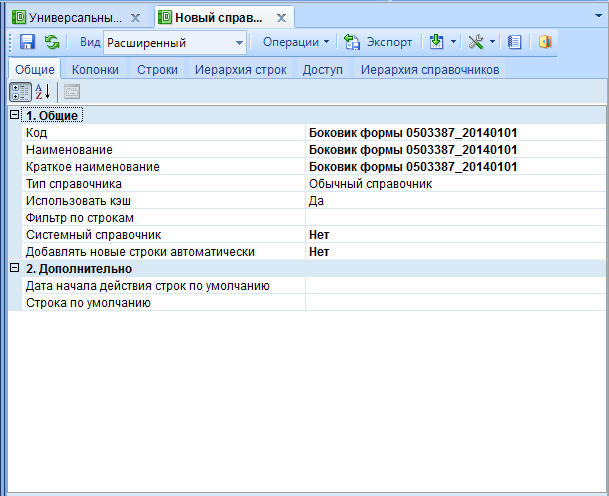 Универсальны... Новый справ...
Вид Расширенный Операции Экспорт
Общие Колонки Строки Иерархия строк Доступ Иерархия справочников
1. Общие
Код Боковик формы 0503387_20140101
Наименование Боковик формы 0503387_20140101
Краткое наименование Боковик формы 0503387_20140101
Тип справочника Обычный справочник
Использовать кэш Да
Фильтр по строкам
Системный справочник Нет
Добавлять новые строки автоматически Нет
2. Дополнительно
Дата начала действия строк по умолчанию
Строка по умолчанию